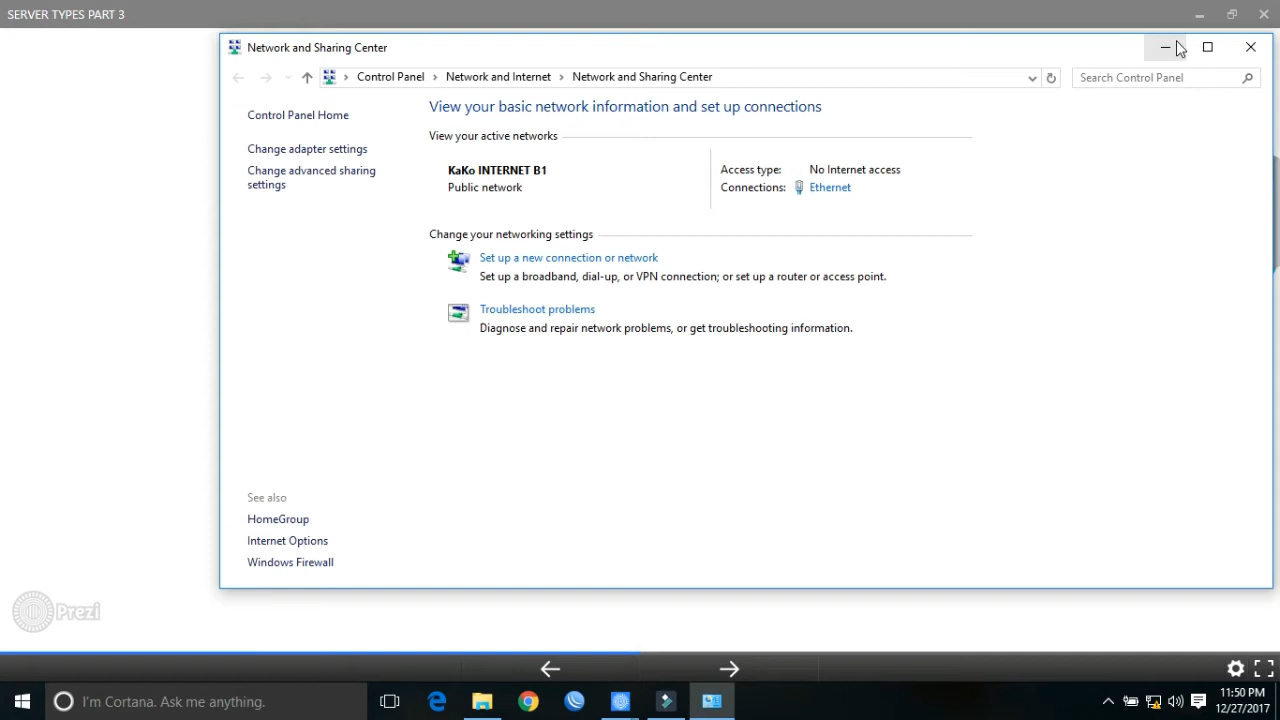 SERVER TYPES PART 3
Network and Sharing Center
Control Panel
Network and Internet
Network and Sharing Center
Search Control Panel
Control Panel Home
Change adapter settings
Change advanced sharing
settings
View your basic network information and set up connections
View your active networks
KaKo INTERNET B1
Public network
Access type: No Internet access
Connections: Ethernet
Change your networking settings
Set up a new connection or network
Set up a broadband, dial-up, or VPN connection; or set up a router or access point.
Troubleshoot problems
Diagnose and repair network problems, or get troubleshooting information.
See also
HomeGroup
Internet Options
Windows Firewall
Prezi
I'm Cortana. Ask me anything.
11:50 PM
12/27/2017